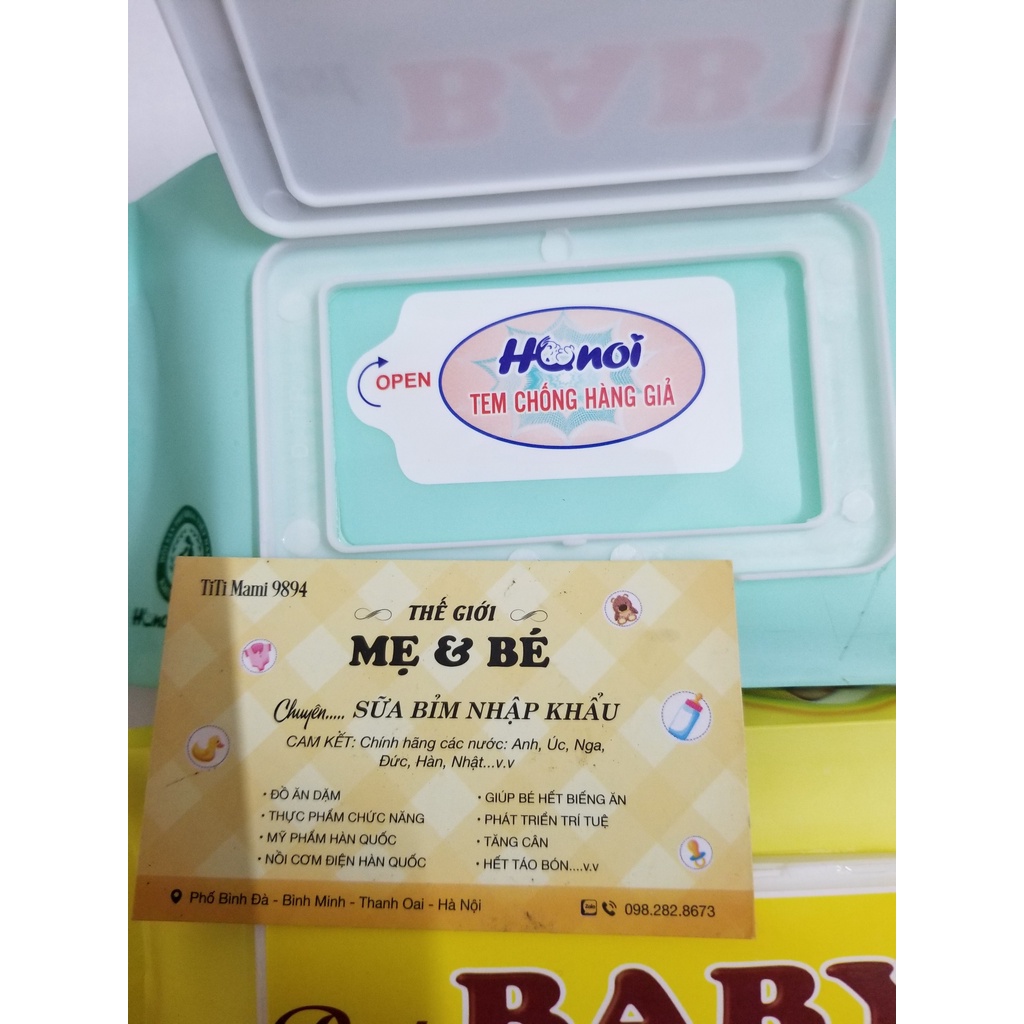 BABY
OPEN
Hanoi
TEM CHỐNG HÀNG GIẢ
TiTi Mami 9894
THẾ GIỚI
MẸ & BÉ
Chuyên..... SỮA BỈM NHẬP KHẨU
CAM KẾT: Chính hãng các nước: Anh, Úc, Nga,
Đức, Hàn, Nhật...v.v
• ĐỒ ĂN DẶM
• THỰC PHẨM CHỨC NĂNG
• MỸ PHẨM HÀN QUỐC
• NỒI CƠM ĐIỆN HÀN QUỐC
• GIÚP BÉ HẾT BIẾNG ĂN
• PHÁT TRIỂN TRÍ TUỆ
• TĂNG CÂN
• HẾT TÁO BÓN....v.v
Phố Bình Đà - Bình Minh - Thanh Oai - Hà Nội
Zalo 098.282.8673
BABY